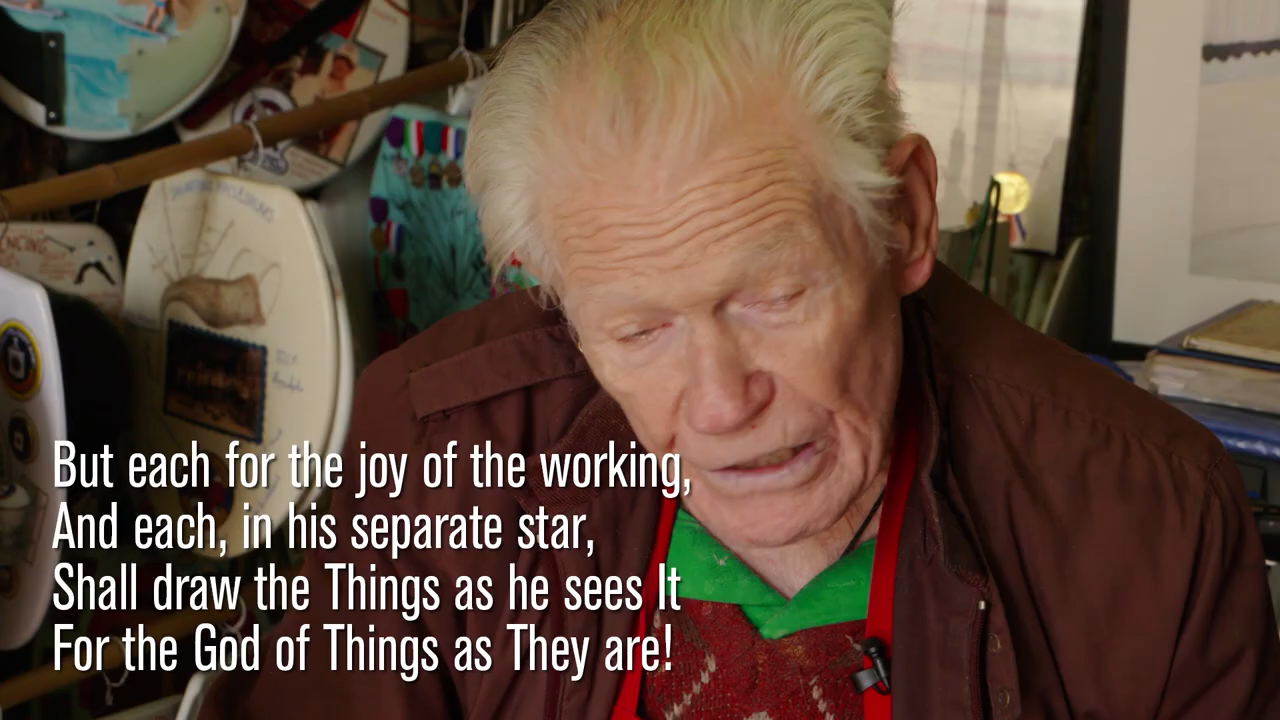 But each for the joy of the working,
And each, in his separate star,
Shall draw the Things as he sees It
For the God of Things as They are!